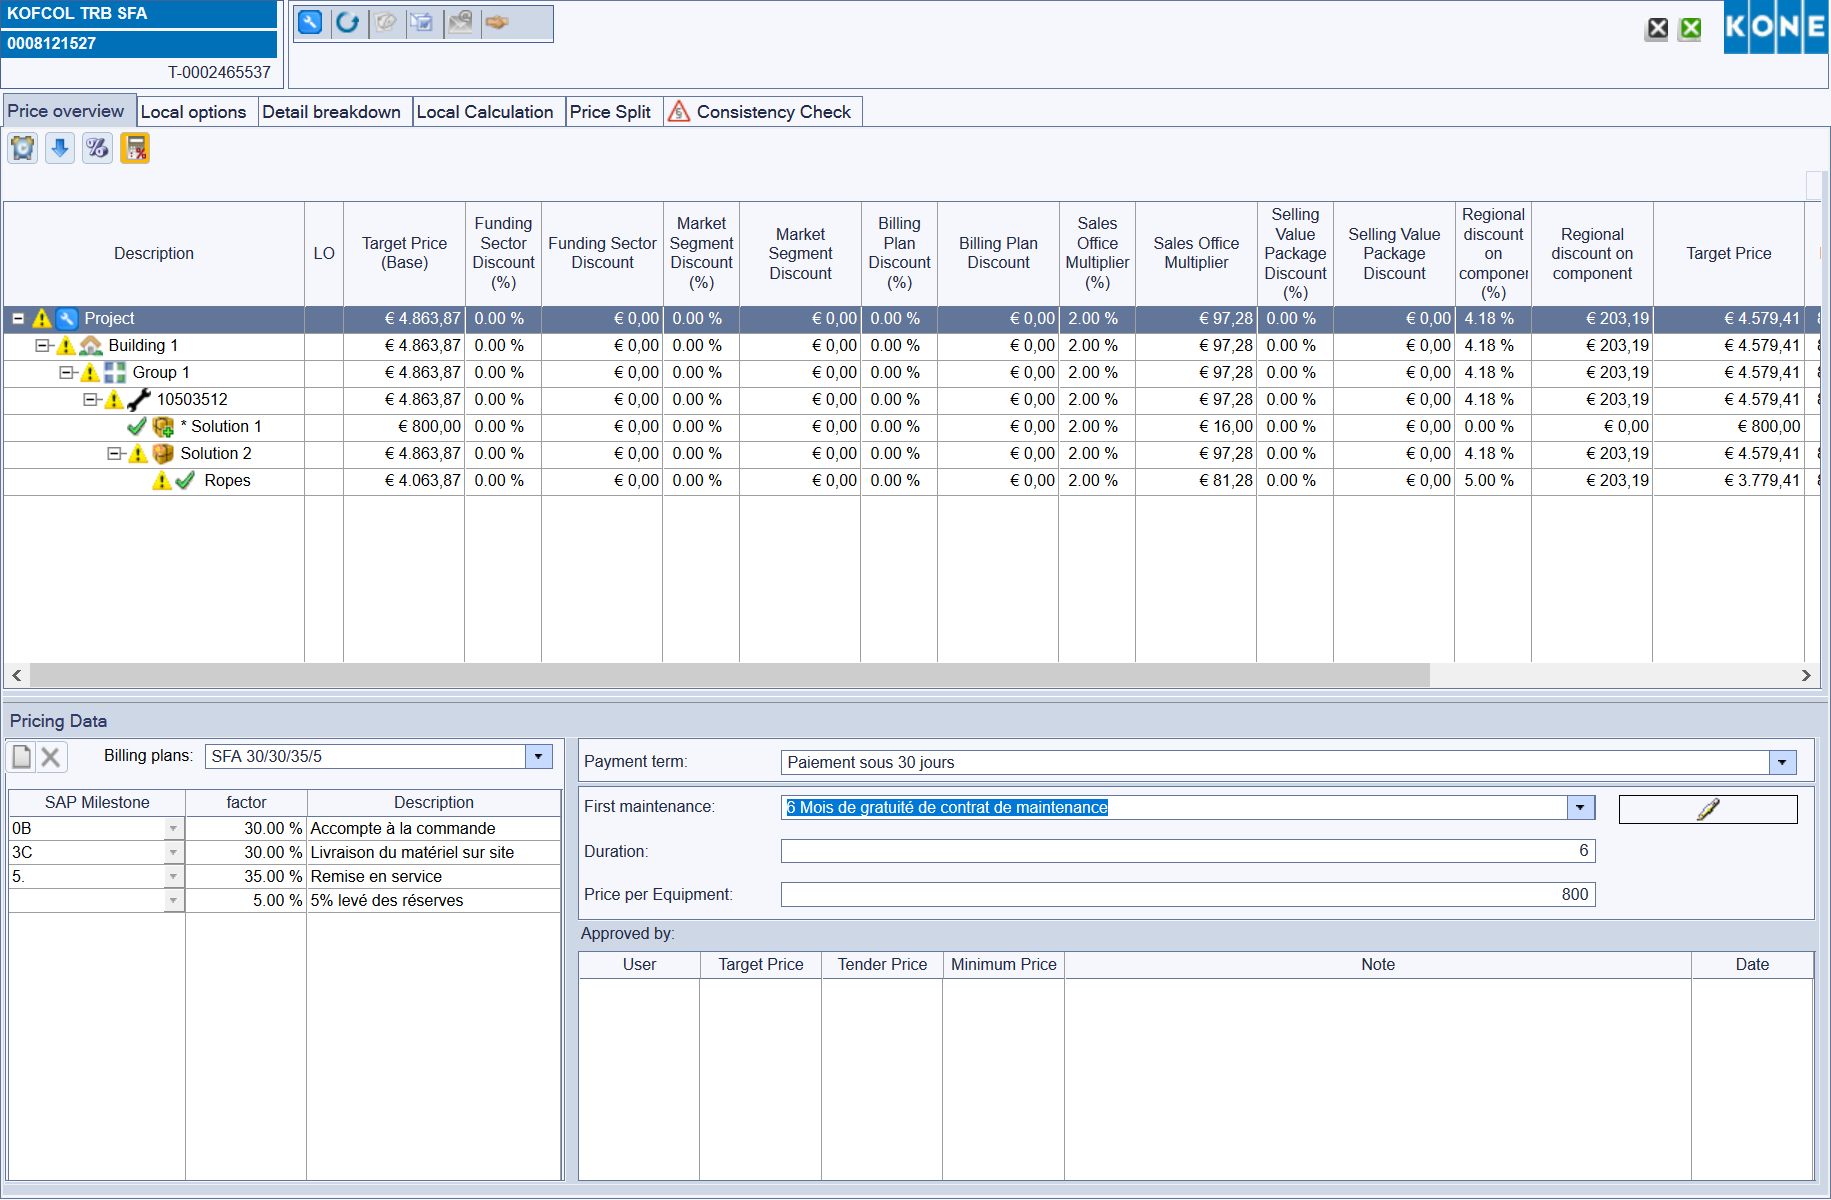 KOFCOL TRB SFA
0008121527
T-0002465537
KONE
Price overview
Local options
Detail breakdown
Local Calculation
Price Split
Consistency Check
Description
LO
Target Price (Base)
Funding Sector Discount (%)
Funding Sector Discount
Market Segment Discount (%)
Market Segment Discount
Billing Plan Discount (%)
Billing Plan Discount
Sales Office Multiplier (%)
Sales Office Multiplier
Selling Value Package Discount (%)
Selling Value Package Discount
Regional discount on componer (%)
Regional discount on component
Target Price
Project € 4.863,87 0.00 % € 0,00 0.00 % € 0,00 0.00 % € 0,00 2.00 % € 97,28 0.00 % € 0,00 4.18 % € 203,19 € 4.579,41
Building 1 € 4.863,87 0.00 % € 0,00 0.00 % € 0,00 0.00 % € 0,00 2.00 % € 97,28 0.00 % € 0,00 4.18 % € 203,19 € 4.579,41
Group 1 € 4.863,87 0.00 % € 0,00 0.00 % € 0,00 0.00 % € 0,00 2.00 % € 97,28 0.00 % € 0,00 4.18 % € 203,19 € 4.579,41
10503512 € 4.863,87 0.00 % € 0,00 0.00 % € 0,00 0.00 % € 0,00 2.00 % € 97,28 0.00 % € 0,00 4.18 % € 203,19 € 4.579,41
* Solution 1 € 800,00 0.00 % € 0,00 0.00 % € 0,00 0.00 % € 0,00 2.00 % € 16,00 0.00 % € 0,00 0.00 % € 0,00 € 800,00
Solution 2 € 4.863,87 0.00 % € 0,00 0.00 % € 0,00 0.00 % € 0,00 2.00 % € 97,28 0.00 % € 0,00 4.18 % € 203,19 € 4.579,41
Ropes € 4.063,87 0.00 % € 0,00 0.00 % € 0,00 0.00 % € 0,00 2.00 % € 81,28 0.00 % € 0,00 5.00 % € 203,19 € 3.779,41
Pricing Data
Billing plans: SFA 30/30/35/5
SAP Milestone factor Description
0B 30.00 % Accompte à la commande
3C 30.00 % Livraison du matériel sur site
5. 35.00 % Remise en service
5.00 % 5% levé des réserves
Payment term: Paiement sous 30 jours
First maintenance: 6 Mois de gratuité de contrat de maintenance
Duration: 6
Price per Equipment: 800
Approved by:
User Target Price Tender Price Minimum Price Note Date